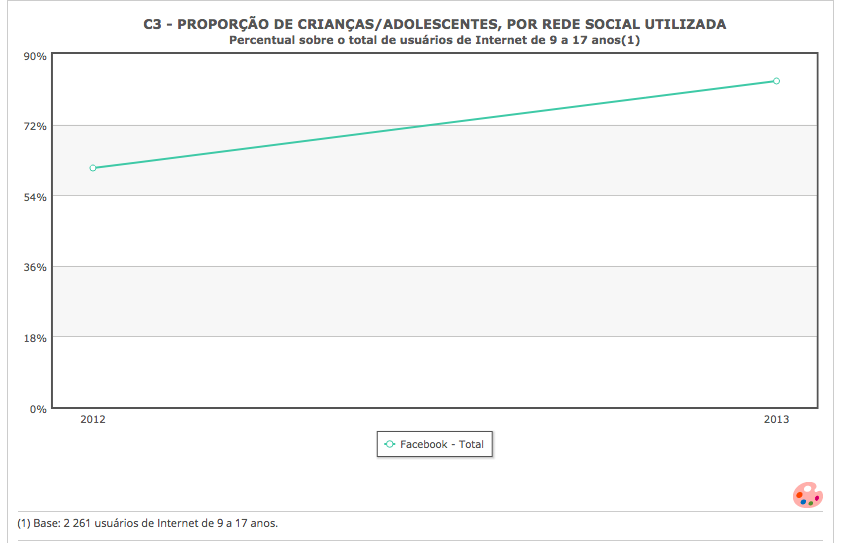 C3 - PROPORÇÃO DE CRIANÇAS/ADOLESCENTES, POR REDE SOCIAL UTILIZADA
Percentual sobre o total de usuários de Internet de 9 a 17 anos(1)
90%
72%
54%
36%
18%
0%
2012 2013
Facebook - Total
(1) Base: 2 261 usuários de Internet de 9 a 17 anos.